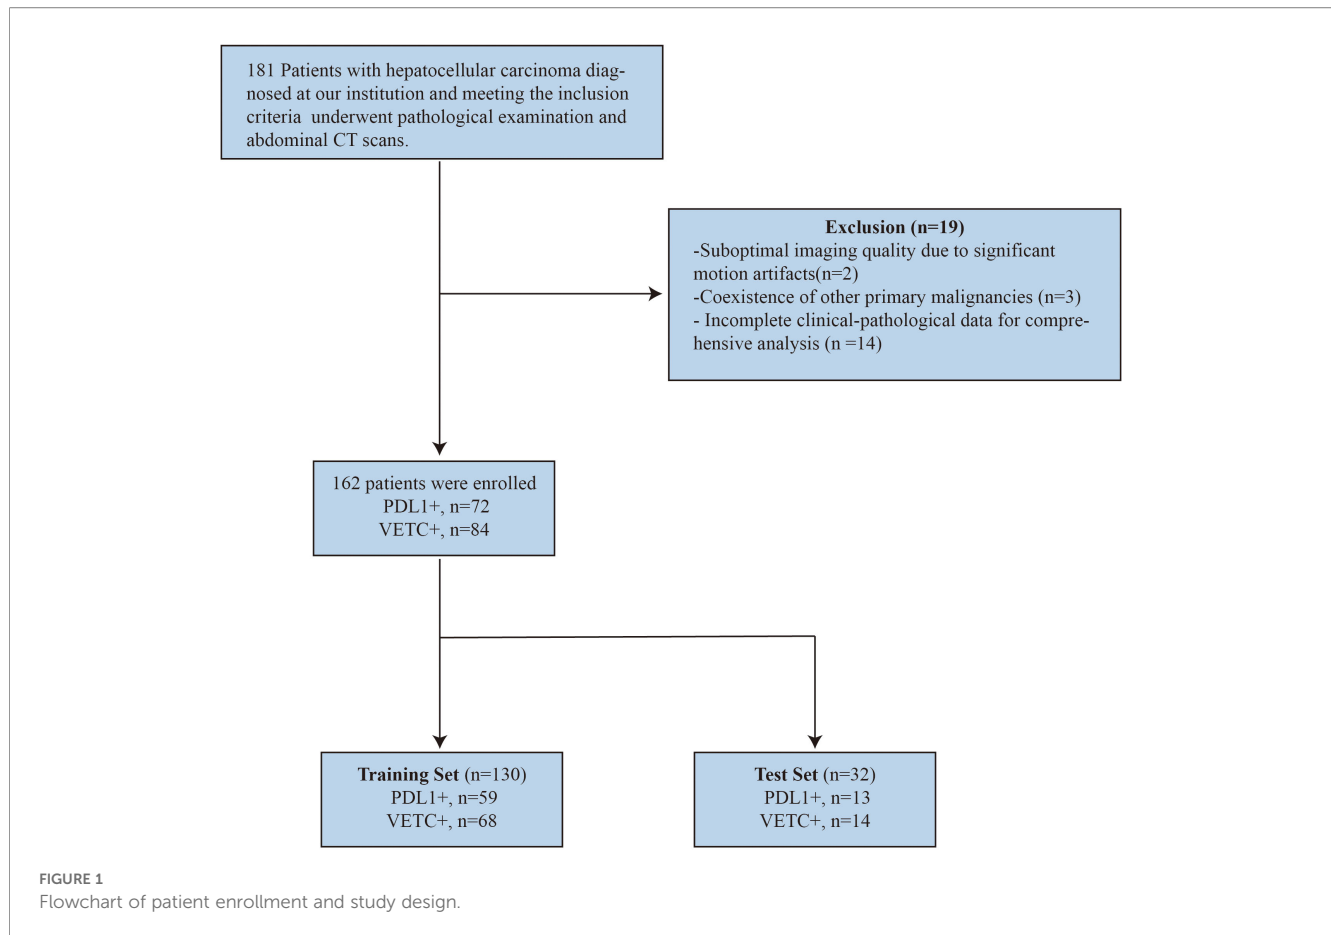 181 Patients with hepatocellular carcinoma diag-
nosed at our institution and meeting the inclusion
criteria  underwent pathological examination and
abdominal CT scans.
Exclusion (n=19)
-Suboptimal imaging quality due to significant
motion artifacts(n=2)
-Coexistence of other primary malignancies (n=3)
- Incomplete clinical-pathological data for compre-
hensive analysis (n =14)
162 patients were enrolled
PDL1+, n=72
VETC+, n=84
Training Set (n=130)
PDL1+, n=59
VETC+, n=68
Test Set (n=32)
PDL1+, n=13
VETC+, n=14
FIGURE 1
Flowchart of patient enrollment and study design.